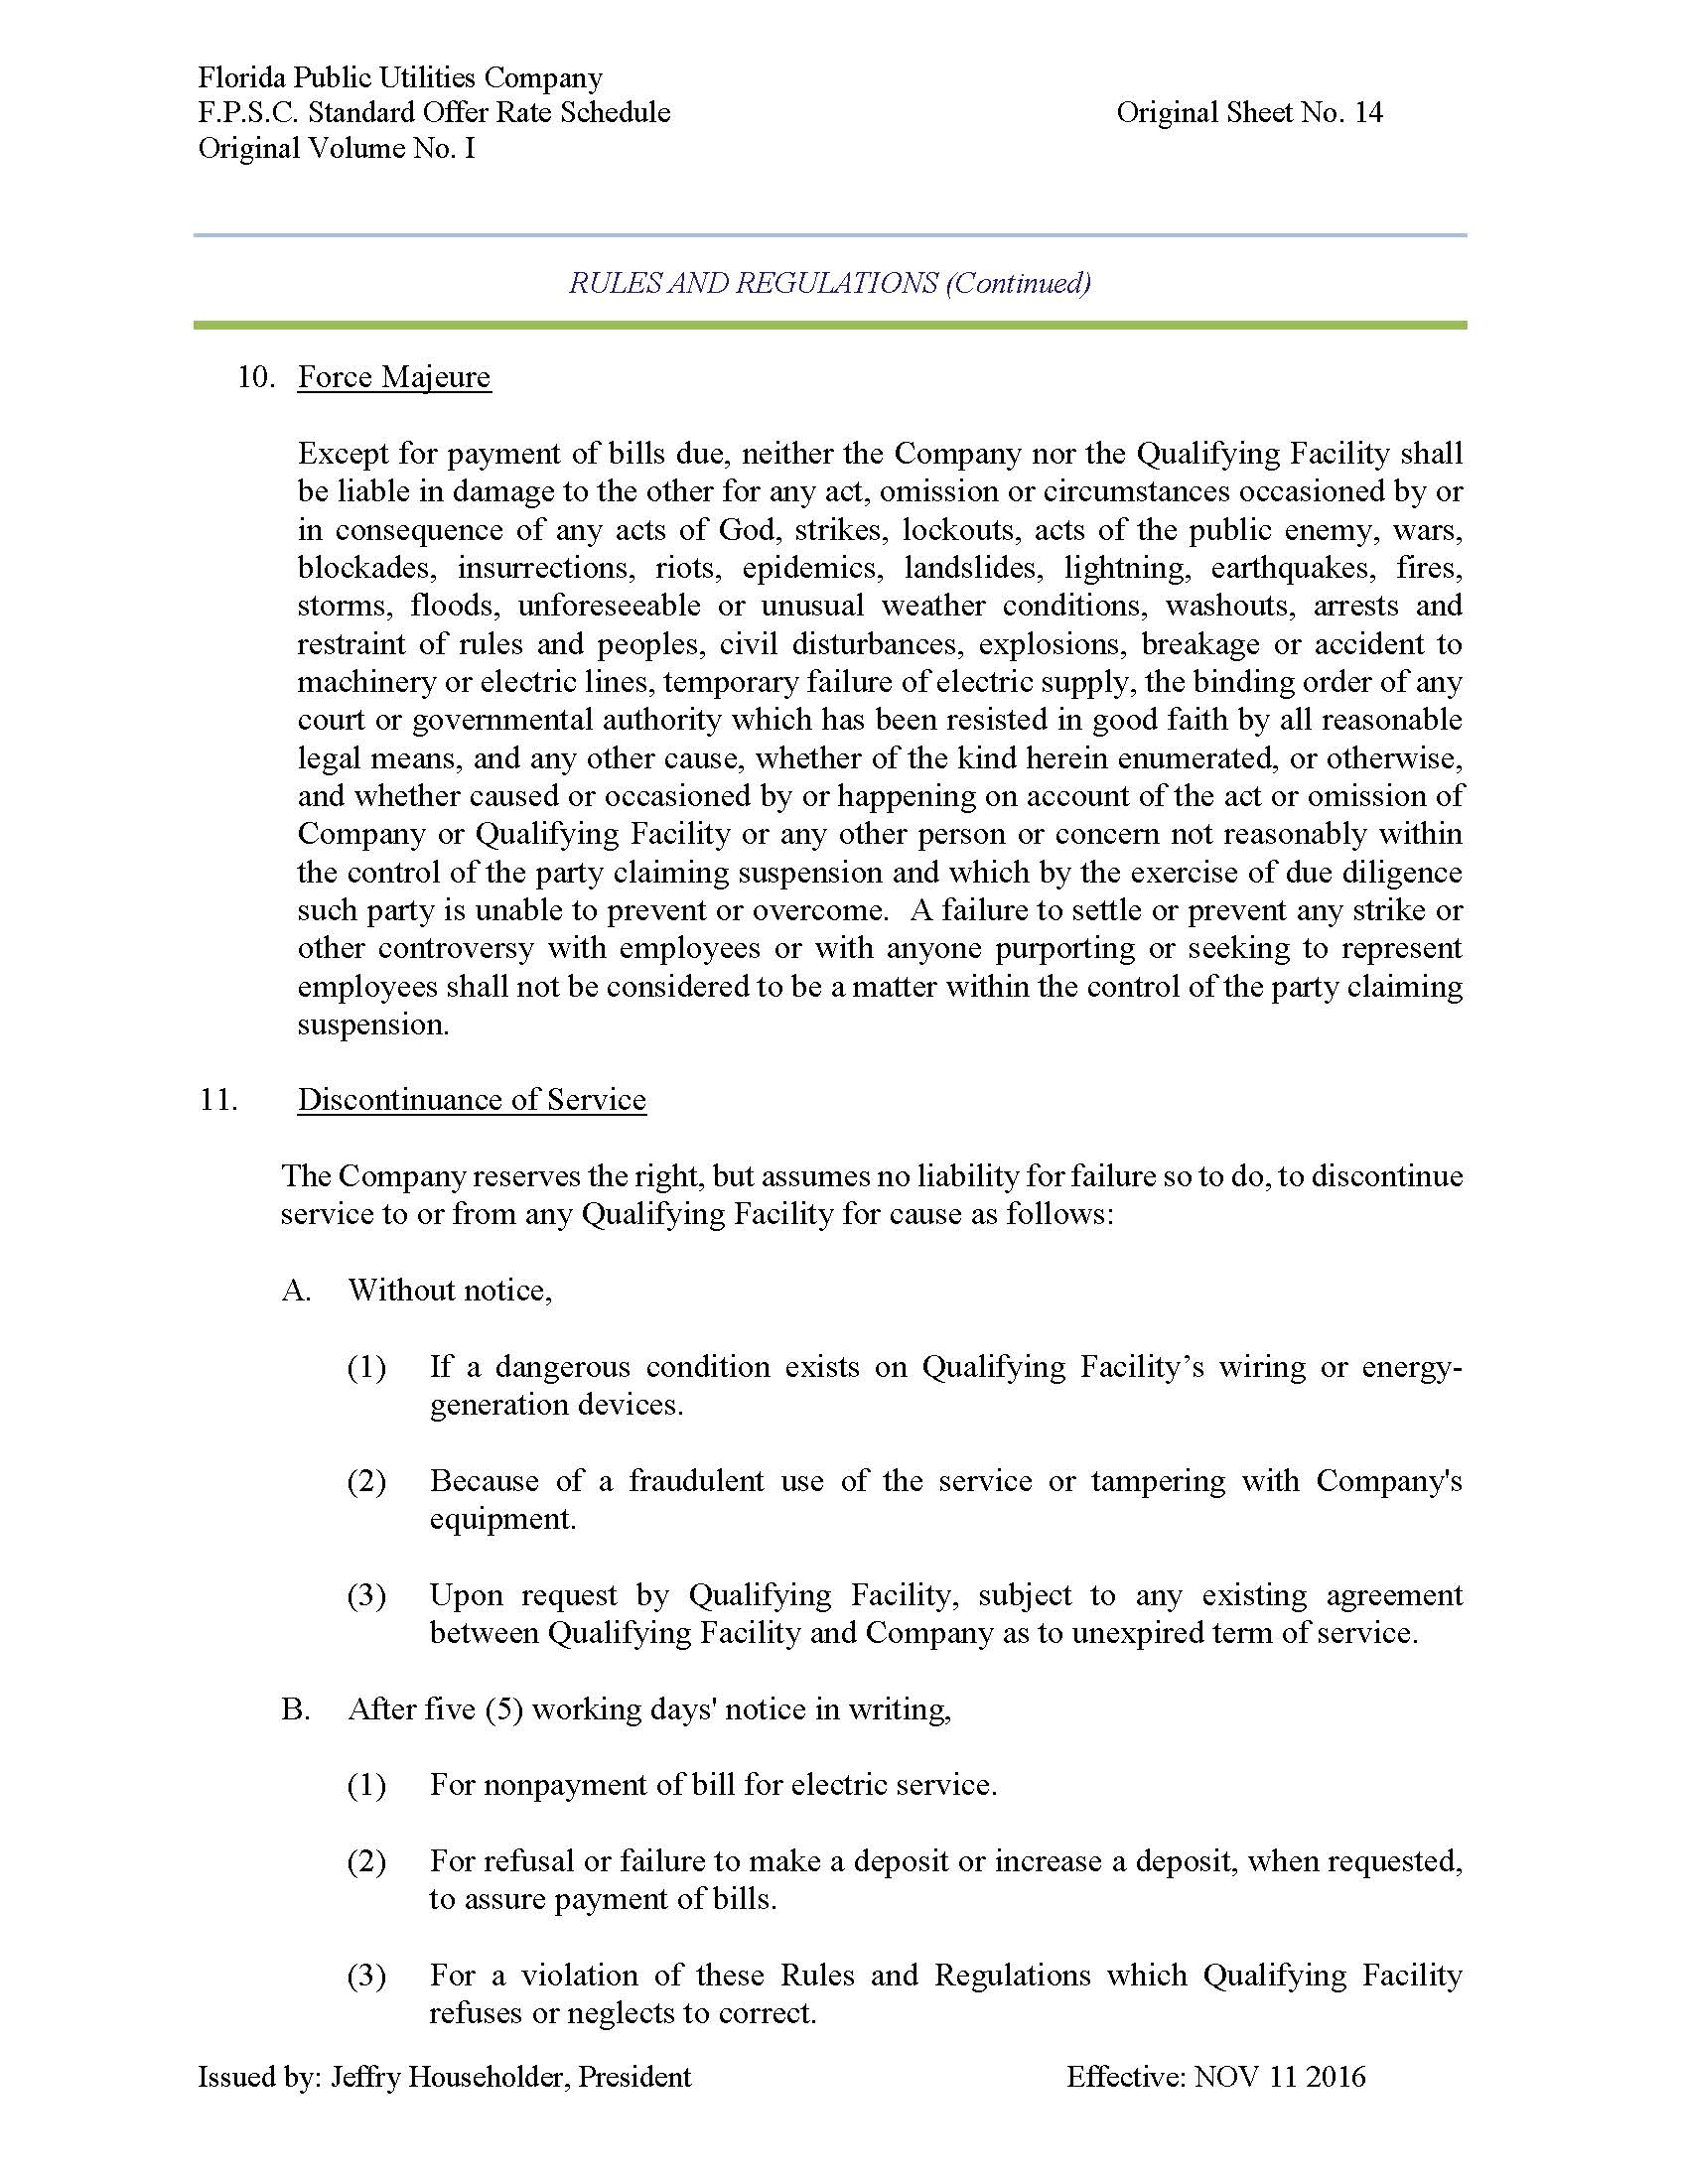 Florida Public Utilities Company
F.P.S.C. Standard Offer Rate Schedule Original Sheet No. 14
Original Volume No. I
RULES AND REGULATIONS (Continued)
10. Force Majeure
Except for payment of bills due, neither the Company nor the Qualifying Facility shall
be liable in damage to the other for any act, omission or circumstances occasioned by or
in consequence of any acts of God, strikes, lockouts, acts of the public enemy, wars,
blockades, insurrections, riots, epidemics, landslides, lightning, earthquakes, fires,
storms, floods, unforeseeable or unusual weather conditions, washouts, arrests and
restraint of rules and peoples, civil disturbances, explosions, breakage or accident to
machinery or electric lines, temporary failure of electric supply, the binding order of any
court or governmental authority which has been resisted in good faith by all reasonable
legal means, and any other cause, whether of the kind herein enumerated, or otherwise,
and whether caused or occasioned by or happening on account of the act or omission of
Company or Qualifying Facility or any other person or concern not reasonably within
the control of the party claiming suspension and which by the exercise of due diligence
such party is unable to prevent or overcome. A failure to settle or prevent any strike or
other controversy with employees or with anyone purporting or seeking to represent
employees shall not be considered to be a matter within the control of the party claiming
suspension.
11. Discontinuance of Service
The Company reserves the right, but assumes no liability for failure so to do, to discontinue
service to or from any Qualifying Facility for cause as follows:
A. Without notice,
(1) If a dangerous condition exists on Qualifying Facility’s wiring or energy-
generation devices.
(2) Because of a fraudulent use of the service or tampering with Company's
equipment.
(3) Upon request by Qualifying Facility, subject to any existing agreement
between Qualifying Facility and Company as to unexpired term of service.
B. After five (5) working days' notice in writing,
(1) For nonpayment of bill for electric service.
(2) For refusal or failure to make a deposit or increase a deposit, when requested,
to assure payment of bills.
(3) For a violation of these Rules and Regulations which Qualifying Facility
refuses or neglects to correct.
Issued by: Jeffry Householder, President Effective: NOV 11 2016